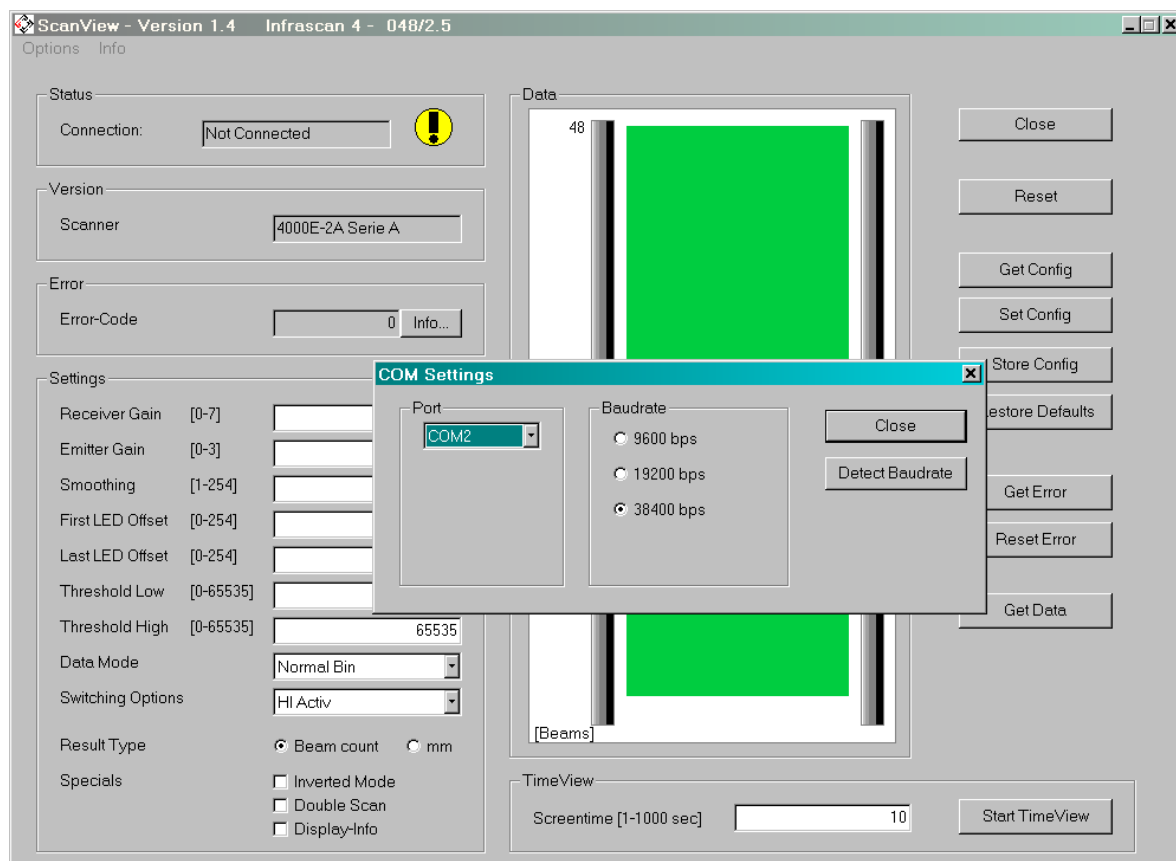 ScanView - Version 1.4 Infrascan 4 - 048/2.5
Options Info
Status
Connection: Not Connected
Version
Scanner 4000E-2A Serie A
Error
Error-Code 0 Info...
Settings
Receiver Gain [0-7]
Emitter Gain [0-3]
Smoothing [1-254]
First LED Offset [0-254]
Last LED Offset [0-254]
Threshold Low [0-65535]
Threshold High [0-65535] 65535
Data Mode Normal Bin
Switching Options HI Activ
Result Type Beam count mm
Specials Inverted Mode
Double Scan
Display-Info
Data
48
[Beams]
COM Settings
Port
COM2
Baudrate
9600 bps
19200 bps
38400 bps
Close
Detect Baudrate
TimeView
Screentime [1-1000 sec] 10
Start TimeView
Close
Reset
Get Config
Set Config
Store Config
estore Defaults
Get Error
Reset Error
Get Data